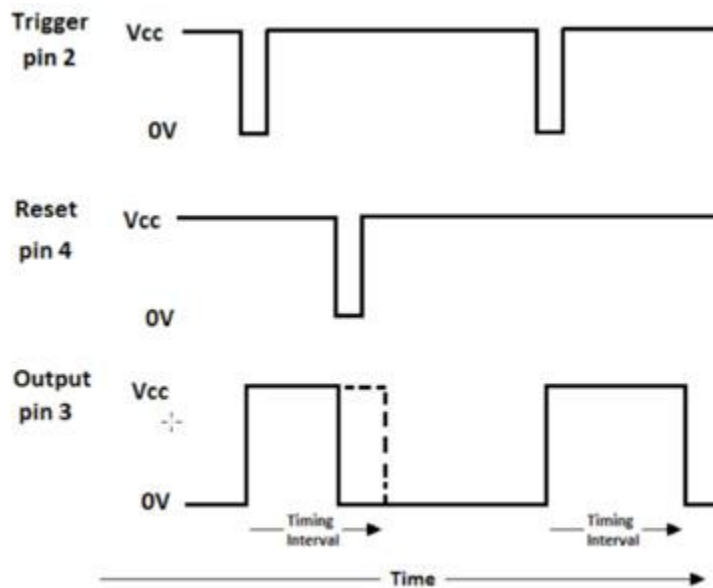 Trigger
pin 2
Vcc
0V
Reset
pin 4
Vcc
0V
Output
pin 3
Vcc
0V
Timing
Interval
Timing
Interval
Time